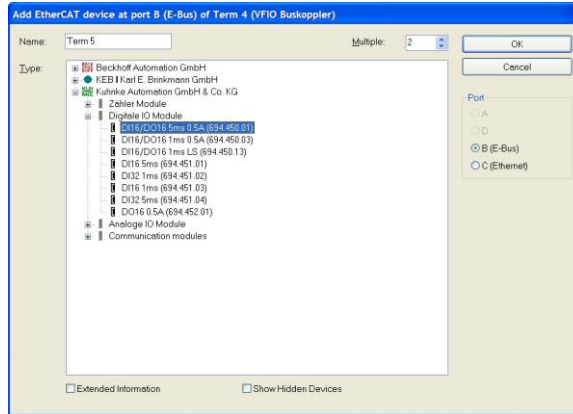 Add EtherCAT device at port B (E-Bus) of Term 4 (VFIO Buskoppler)
Name: Term 5 Multiple: 2 OK
Type: Beckhoff Automation GmbH Cancel
KEB I Karl E. Brinkmann GmbH
Kuhnke Automation GmbH & Co. KG
Zähler Module
Digitale IO Module
DI16/DO16 5ms 0.5A (694.450.01)
DI16/DO16 1ms 0.5A (694.450.03)
DI16/DO16 1ms LS (694.450.13)
DI16 5ms (694.451.01)
DI32 1ms (694.451.02)
DI16 1ms (694.451.03)
DI32 5ms (694.451.04)
DO16 0.5A (694.452.01)
Analoge IO Module
Communication modules
Port
A
D
B (E-Bus)
C (Ethernet)
Extended Information Show Hidden Devices